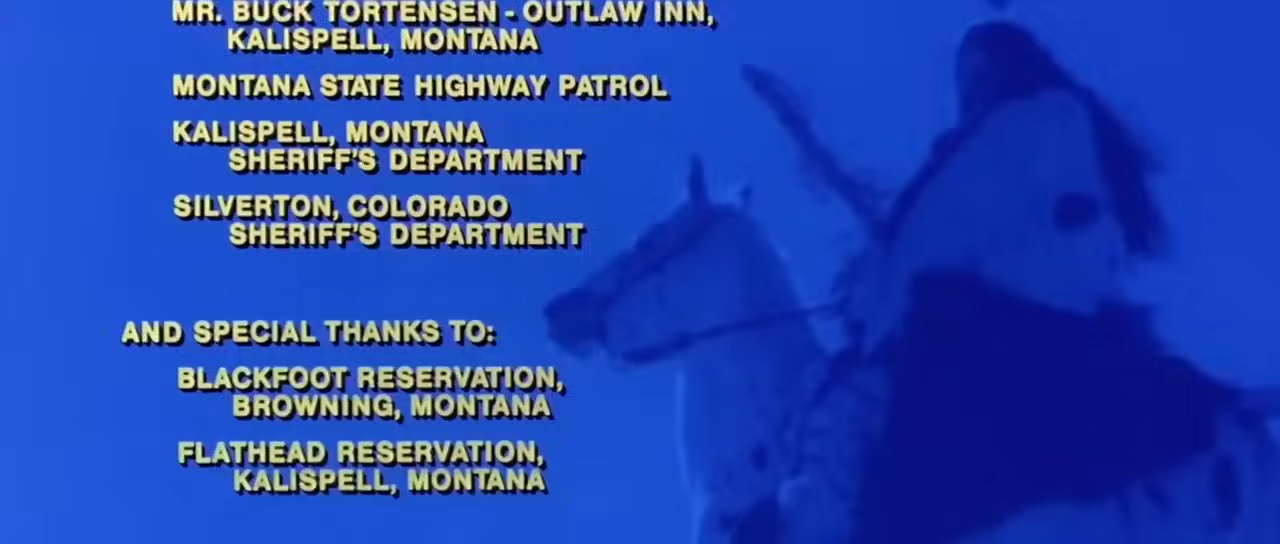 MR. BUCK TORTENSEN - OUTLAW INN,
KALISPELL, MONTANA
MONTANA STATE HIGHWAY PATROL
KALISPELL, MONTANA
SHERIFF'S DEPARTMENT
SILVERTON, COLORADO
SHERIFF'S DEPARTMENT
AND SPECIAL THANKS TO:
BLACKFOOT RESERVATION,
BROWNING, MONTANA
FLATHEAD RESERVATION,
KALISPELL, MONTANA